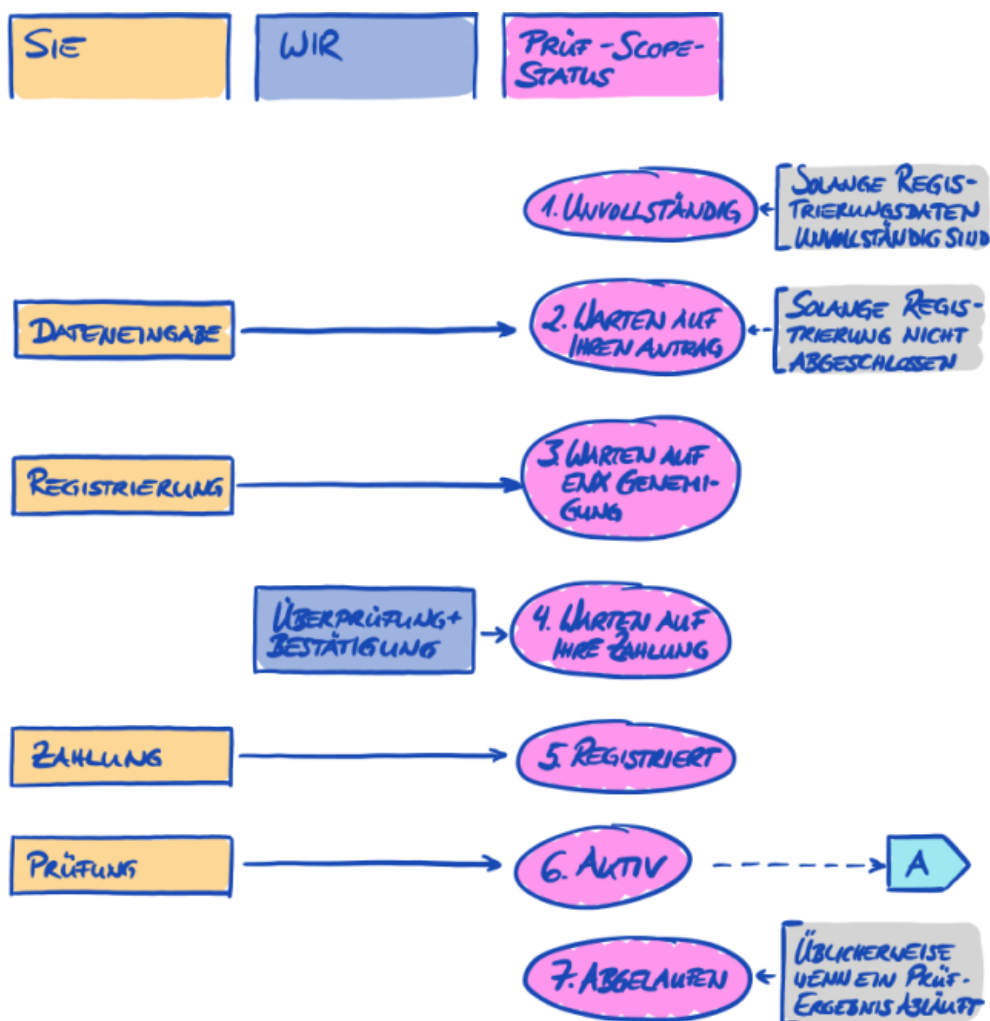 SIE
WIR
PRÜF-SCOPE-
STATUS
1. UNVOLLSTÄNDIG
SOLANGE REGIS-
TRIERUNGSDATEN
UNVOLLSTÄNDIG SIND
DATENEINGABE
2. WARTEN AUF
IHREN ANTRAG
SOLANGE REGIS-
TRIERUNG NICHT
ABGESCHLOSSEN
REGISTRIERUNG
3. WARTEN AUF
ENX GENEMI-
GUNG
ÜBERPRÜFUNG+
BESTÄTIGUNG
4. WARTEN AUF
IHRE ZAHLUNG
ZAHLUNG
5. REGISTRIERT
PRÜFUNG
6. AKTIV
A
7. ABGELAUFEN
ÜBLICHERWEISE
WENN EIN PRÜF-
ERGEBNIS ABLÄUFT